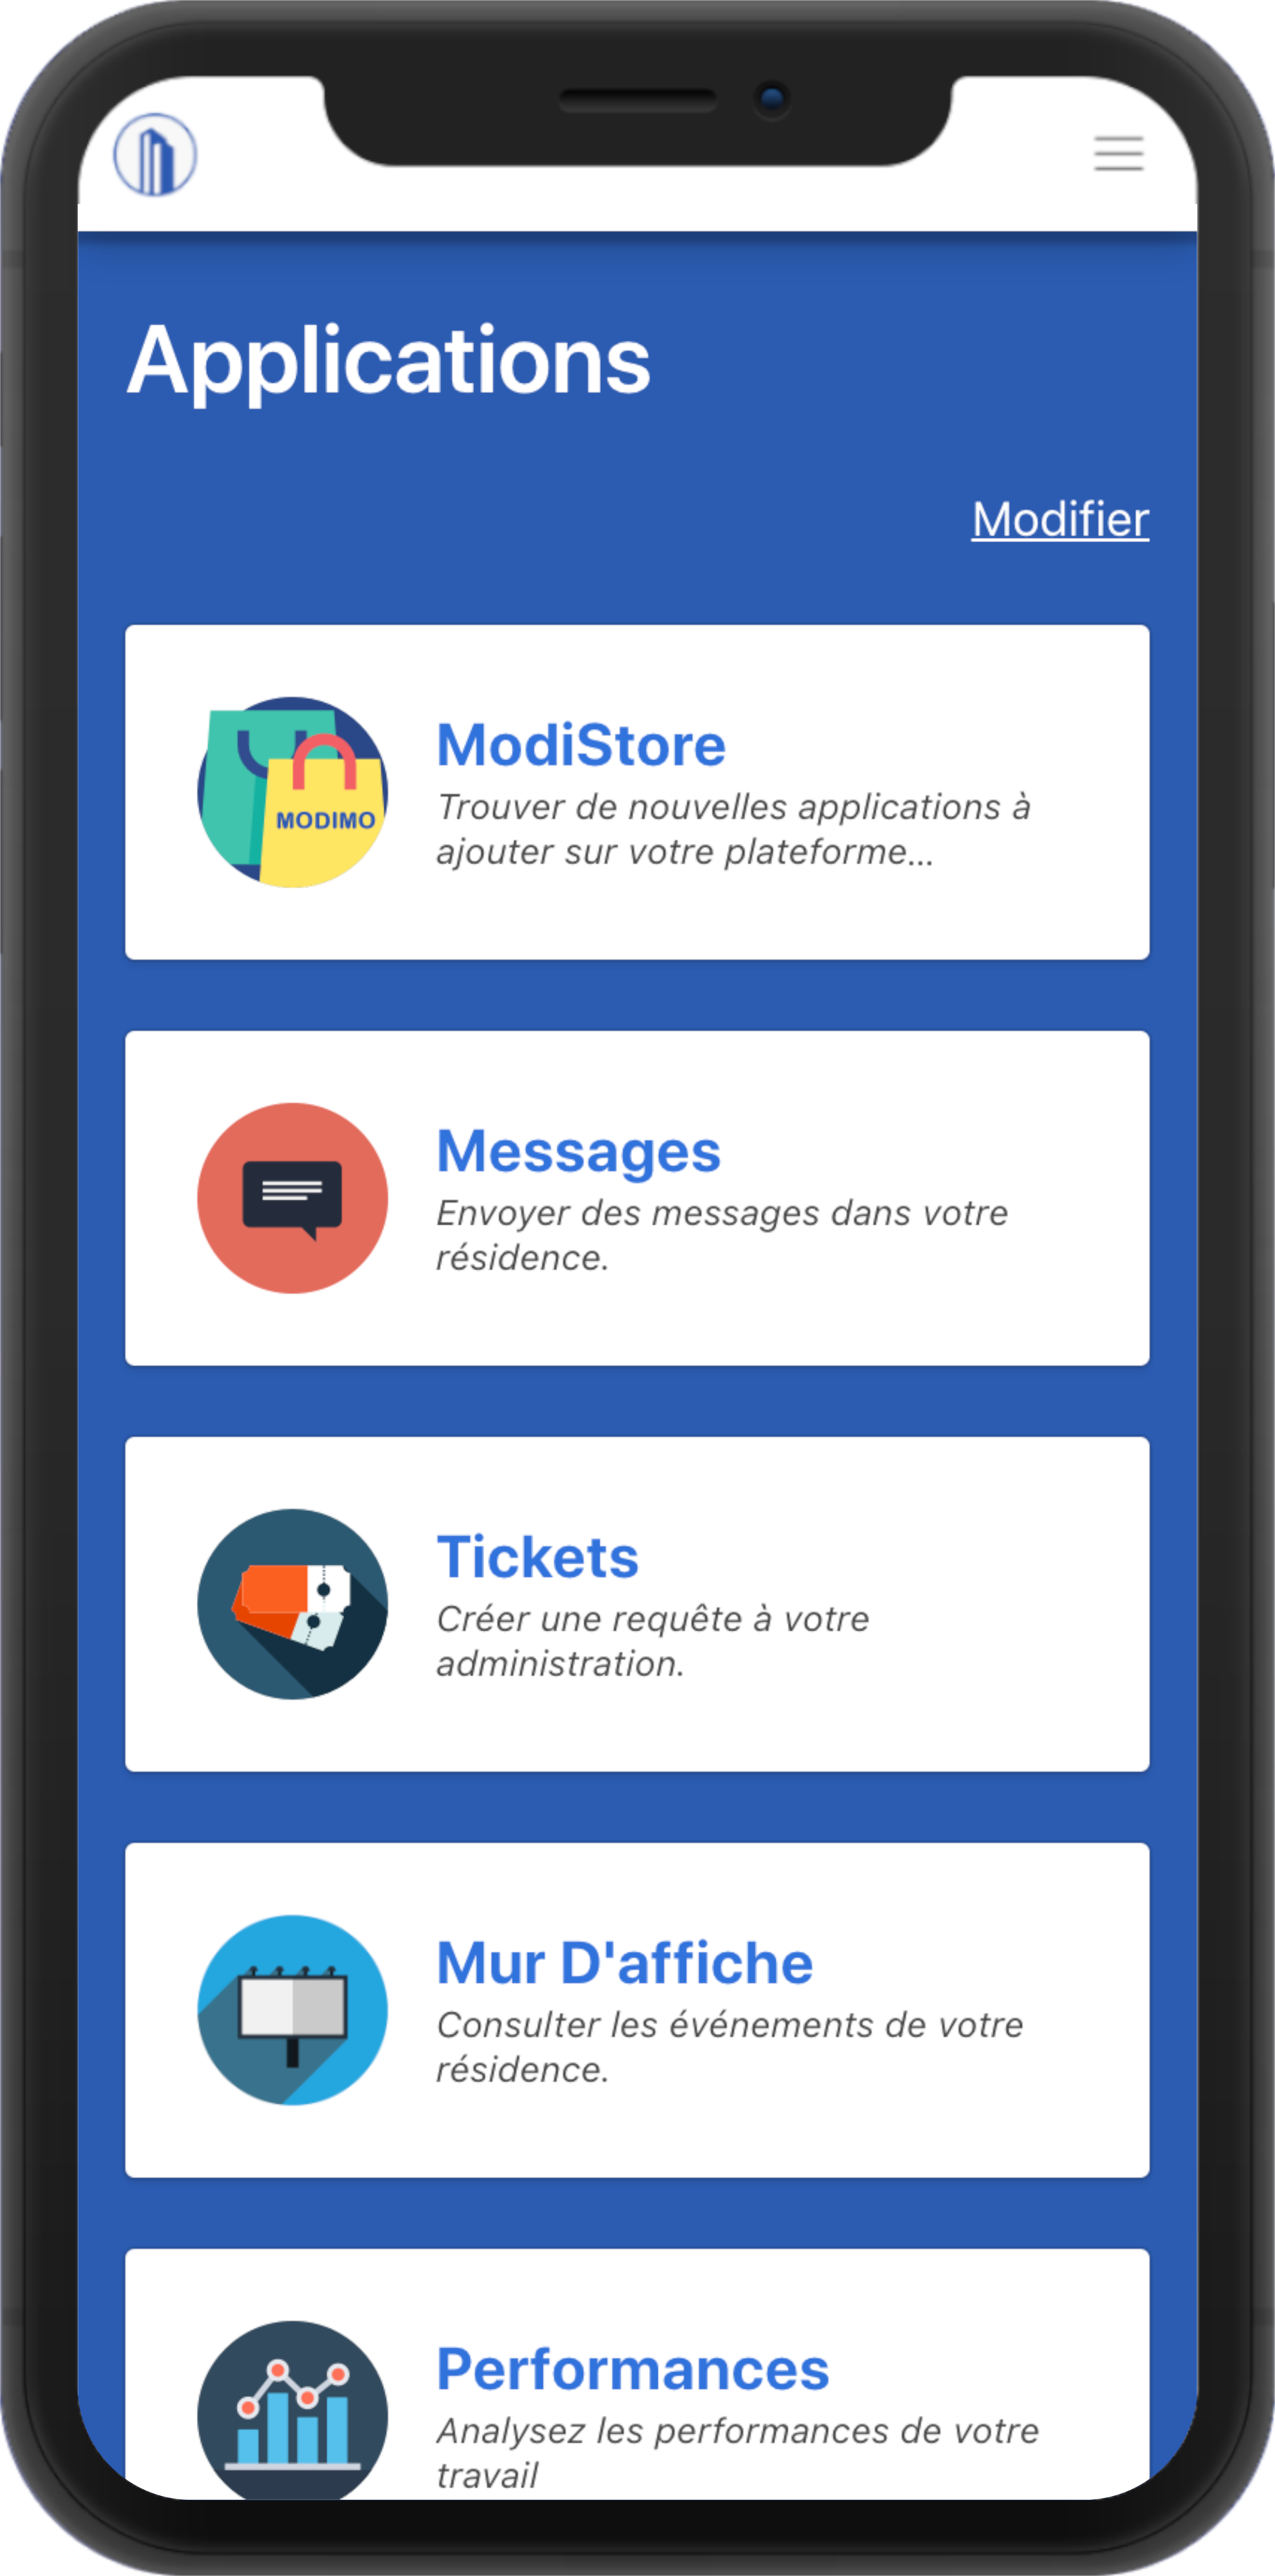 Applications
Modifier
MODIMO
ModiStore
Trouver de nouvelles applications à
ajouter sur votre plateforme...
Messages
Envoyer des messages dans votre
résidence.
Tickets
Créer une requête à votre
administration.
Mur D'affiche
Consulter les événements de votre
résidence.
Performances
Analysez les performances de votre
travail